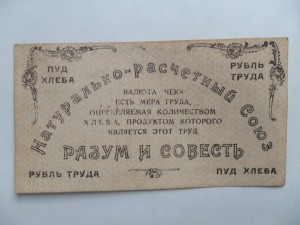 ПУД ХЛЕБА
РУБЛЬ ТРУДА
Натурально-расчетный Союз
ВАЛЮТА ЧЕКА
ЕСТЬ МЕРА ТРУДА,
ОПРЕДЕЛЯЕМАЯ КОЛИЧЕСТВОМ
ХЛЕБА, ПРОДУКТОМ КОТОРОГО
ЯВЛЯЕТСЯ ЭТОТ ТРУД
РАЗУМ И СОВЕСТЬ
РУБЛЬ ТРУДА
ПУД ХЛЕБА